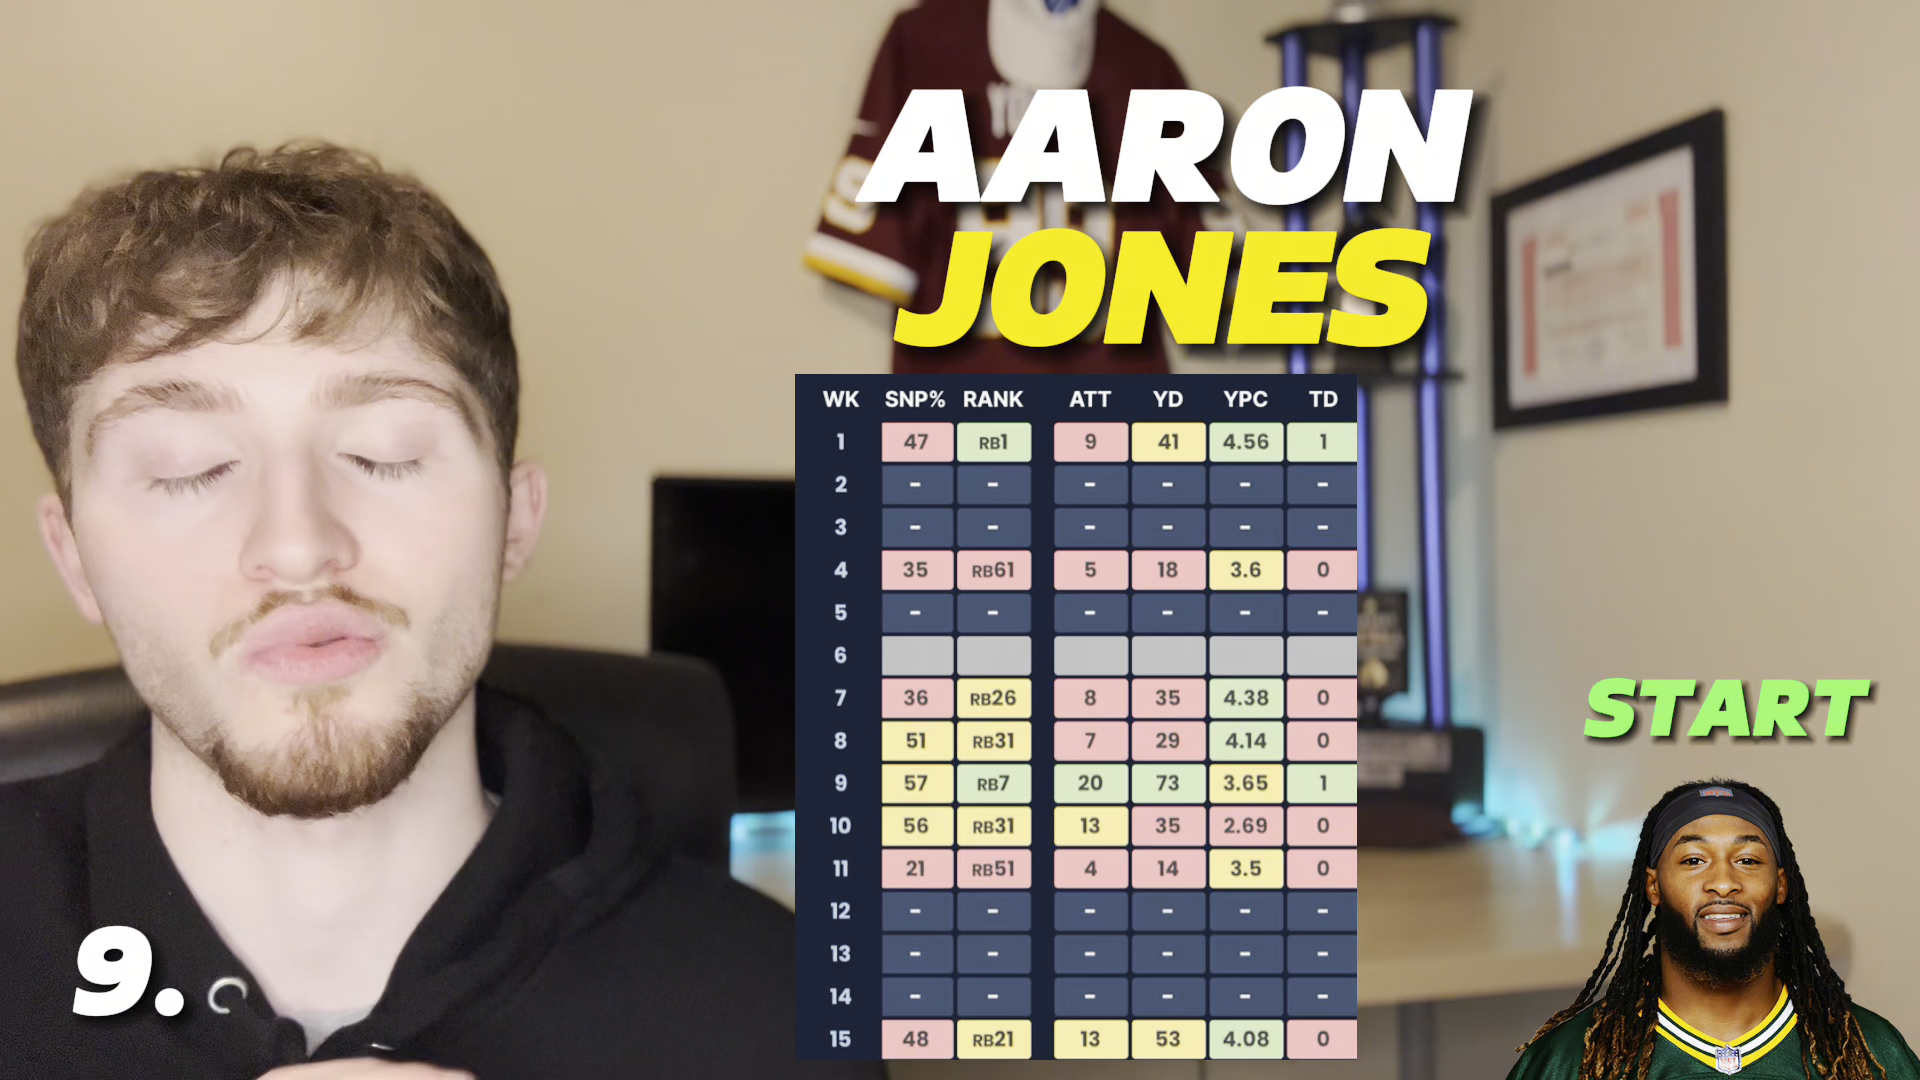 AARON
JONES
WK SNP% RANK ATT YD YPC TD
1 47 RB1 9 41 4.56 1
2 - - - - - -
3 - - - - - -
4 35 RB61 5 18 3.6 0
5 - - - - - -
6
7 36 RB26 8 35 4.38 0
8 51 RB31 7 29 4.14 0
9 57 RB7 20 73 3.65 1
10 56 RB31 13 35 2.69 0
11 21 RB51 4 14 3.5 0
12 - - - - - -
13 - - - - - -
14 - - - - - -
15 48 RB21 13 53 4.08 0
START
9.